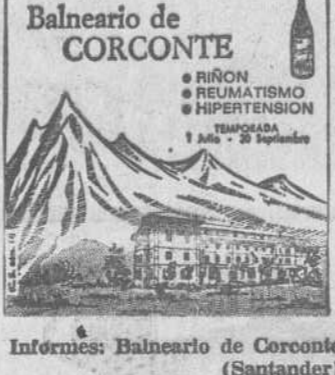 Balneario de
CORCONTE
● RIÑON
● REUMATISMO
● HIPERTENSION
TEMPORADA
1 Julio - 30 Septiembre
Informes: Balneario de Corconte
(Santander)